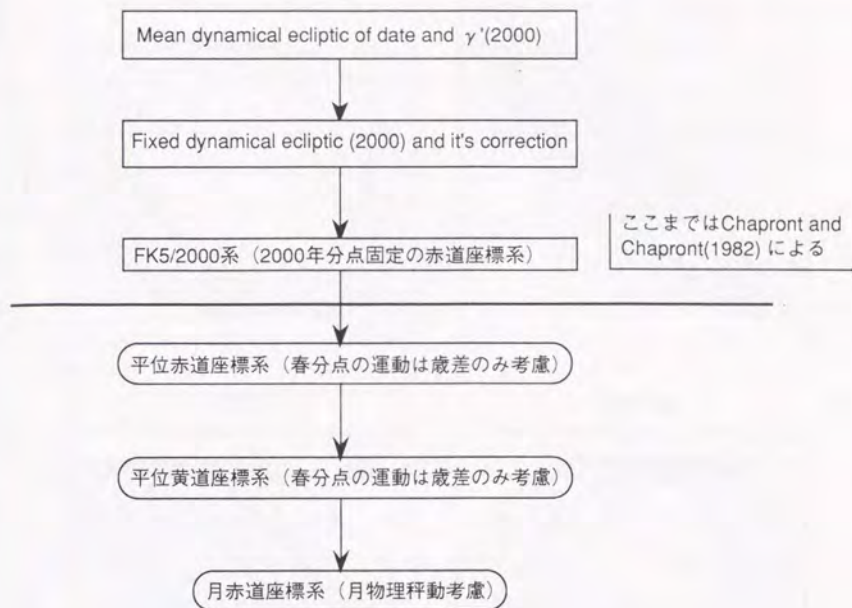 Mean dynamical ecliptic of date and γ'(2000)
Fixed dynamical ecliptic (2000) and it's correction
FK5/2000系（2000年分点固定の赤道座標系）
ここまではChapront and
Chapront(1982) による
平位赤道座標系（春分点の運動は歳差のみ考慮）
平位黄道座標系（春分点の運動は歳差のみ考慮）
月赤道座標系（月物理秤動考慮）